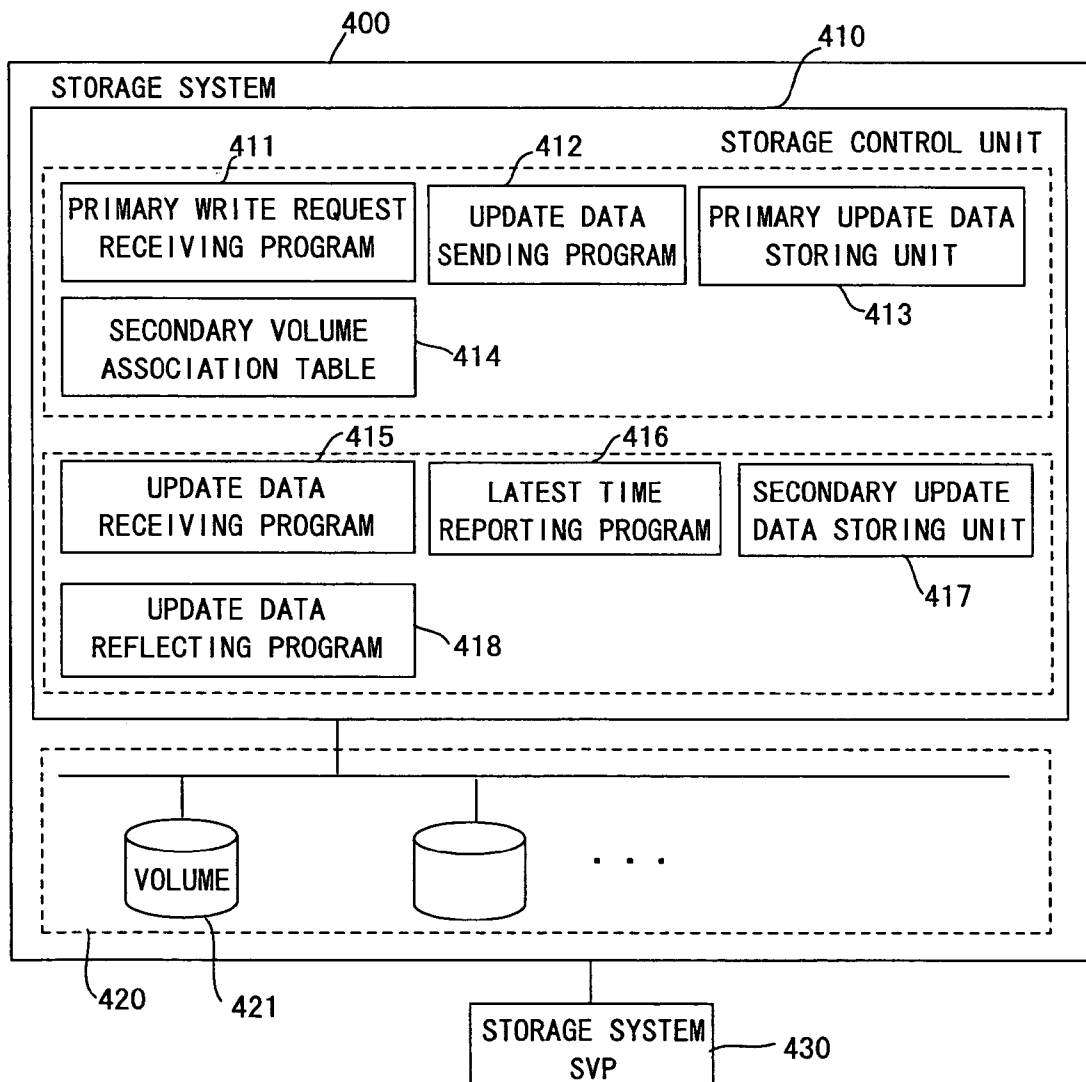 400
410
STORAGE SYSTEM
STORAGE CONTROL UNIT
411
412
PRIMARY WRITE REQUEST
RECEIVING PROGRAM
UPDATE DATA
SENDING PROGRAM
PRIMARY UPDATE DATA
STORING UNIT
413
SECONDARY VOLUME
ASSOCIATION TABLE
414
415
416
UPDATE DATA
RECEIVING PROGRAM
LATEST TIME
REPORTING PROGRAM
SECONDARY UPDATE
DATA STORING UNIT
417
UPDATE DATA
REFLECTING PROGRAM
418
VOLUME
. . .
420
421
STORAGE SYSTEM
SVP
430